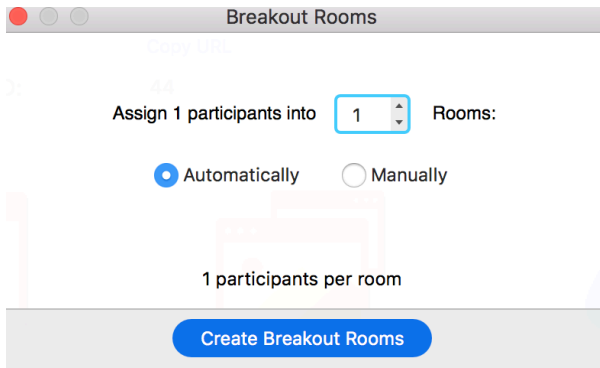 Breakout Rooms
Copy URL
44
Assign 1 participants into 1 Rooms:
Automatically Manually
1 participants per room
Create Breakout Rooms